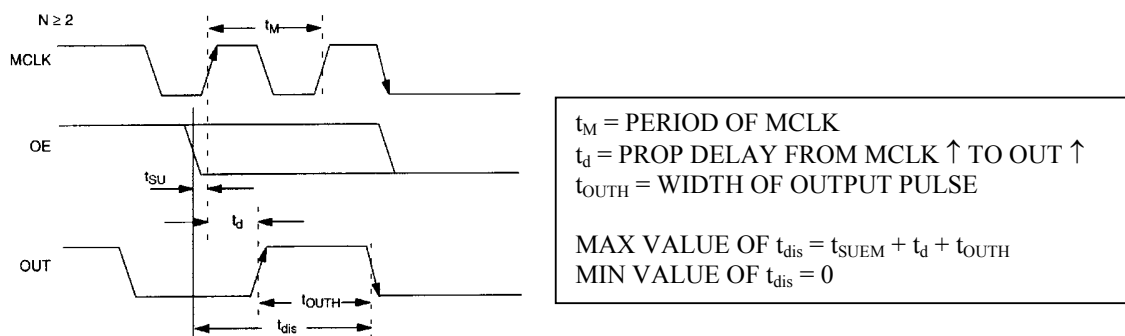 N ≥ 2
t_M
MCLK
OE
t_SU
t_d
OUT
t_OUTH
t_dis
t_M = PERIOD OF MCLK
t_d = PROP DELAY FROM MCLK ↑ TO OUT ↑
t_OUTH = WIDTH OF OUTPUT PULSE
MAX VALUE OF t_dis = t_SUEM + t_d + t_OUTH
MIN VALUE OF t_dis = 0